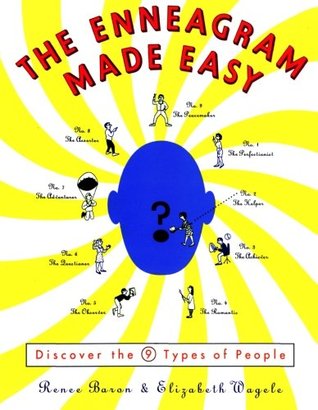 THE ENNEAGRAM
MADE EASY
No. 9
The Peacemaker
No. 8
The Asserter
No. 1
The Perfectionist
No. 7
The Adventurer
?
No. 2
The Helper
No. 6
The Questioner
No. 3
The Achiever
No. 5
The Observer
No. 4
The Romantic
Discover the 9 Types of People
Renee Baron & Elizabeth Wagele